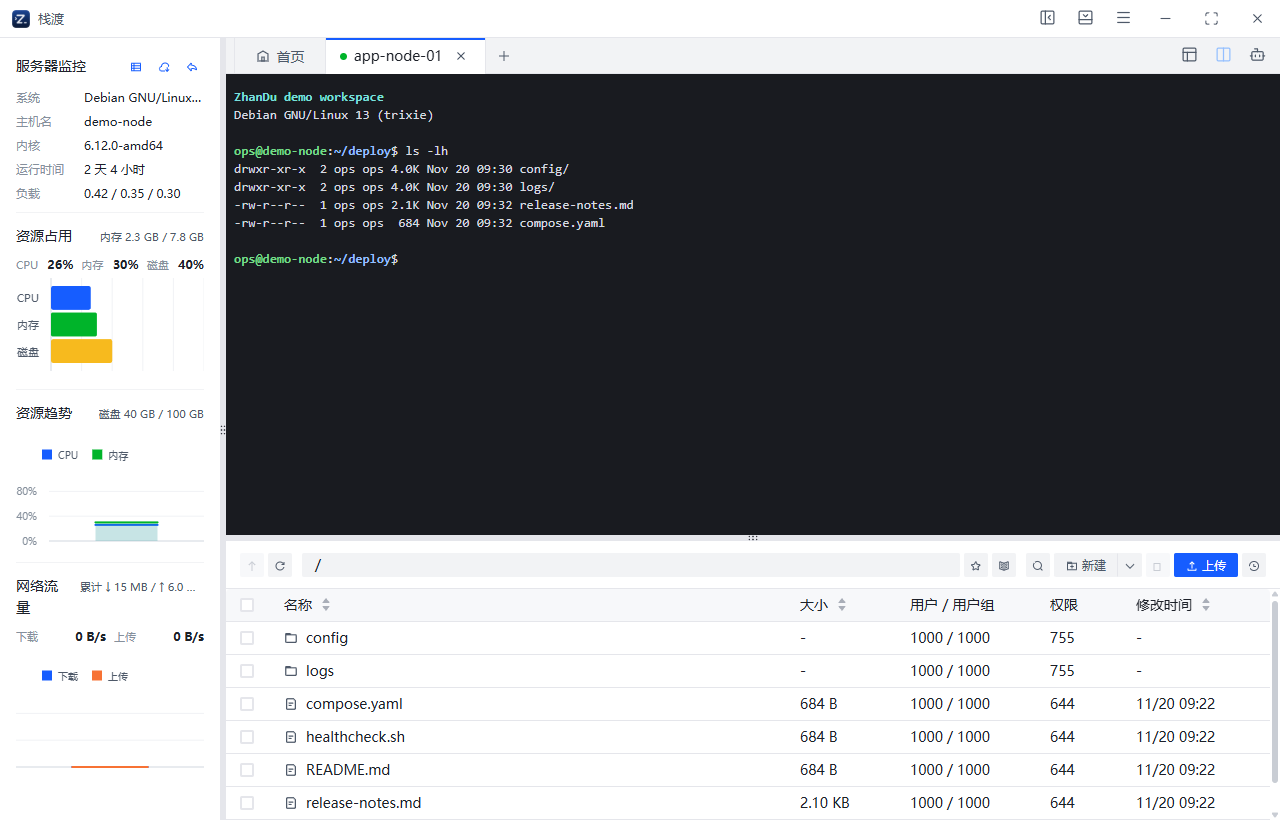 栈渡
服务器监控
系统 Debian GNU/Linux...
主机名 demo-node
内核 6.12.0-amd64
运行时间 2 天 4 小时
负载 0.42 / 0.35 / 0.30
资源占用 内存 2.3 GB / 7.8 GB
CPU 26% 内存 30% 磁盘 40%
CPU
内存
磁盘
资源趋势 磁盘 40 GB / 100 GB
CPU 内存
80%
40%
0%
网络流量 累计 ↓ 15 MB / ↑ 6.0 ...
下载 0 B/s 上传 0 B/s
下载 上传
首页 app-node-01
ZhanDu demo workspace
Debian GNU/Linux 13 (trixie)
ops@demo-node:~/deploy$ ls -lh
drwxr-xr-x  2 ops ops 4.0K Nov 20 09:30 config/
drwxr-xr-x  2 ops ops 4.0K Nov 20 09:30 logs/
-rw-r--r--  1 ops ops 2.1K Nov 20 09:32 release-notes.md
-rw-r--r--  1 ops ops  684 Nov 20 09:32 compose.yaml
ops@demo-node:~/deploy$
/ 新建 上传
名称 大小 用户 / 用户组 权限 修改时间
config - 1000 / 1000 755 -
logs - 1000 / 1000 755 -
compose.yaml 684 B 1000 / 1000 644 11/20 09:22
healthcheck.sh 684 B 1000 / 1000 644 11/20 09:22
README.md 684 B 1000 / 1000 644 11/20 09:22
release-notes.md 2.10 KB 1000 / 1000 644 11/20 09:22